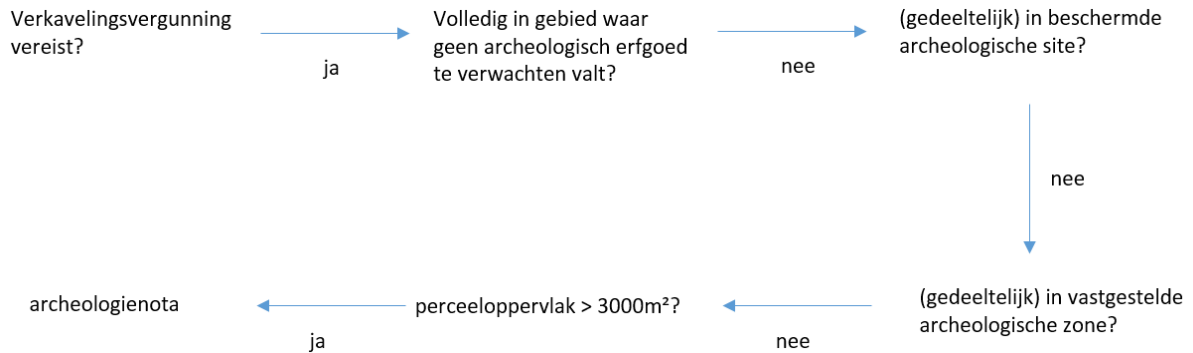 Verkavelingsvergunning
vereist?
ja
Volledig in gebied waar
geen archeologisch erfgoed
te verwachten valt?
nee
(gedeeltelijk) in beschermde
archeologische site?
nee
(gedeeltelijk) in vastgestelde
archeologische zone?
nee
perceeloppervlak > 3000m²?
ja
archeologienota